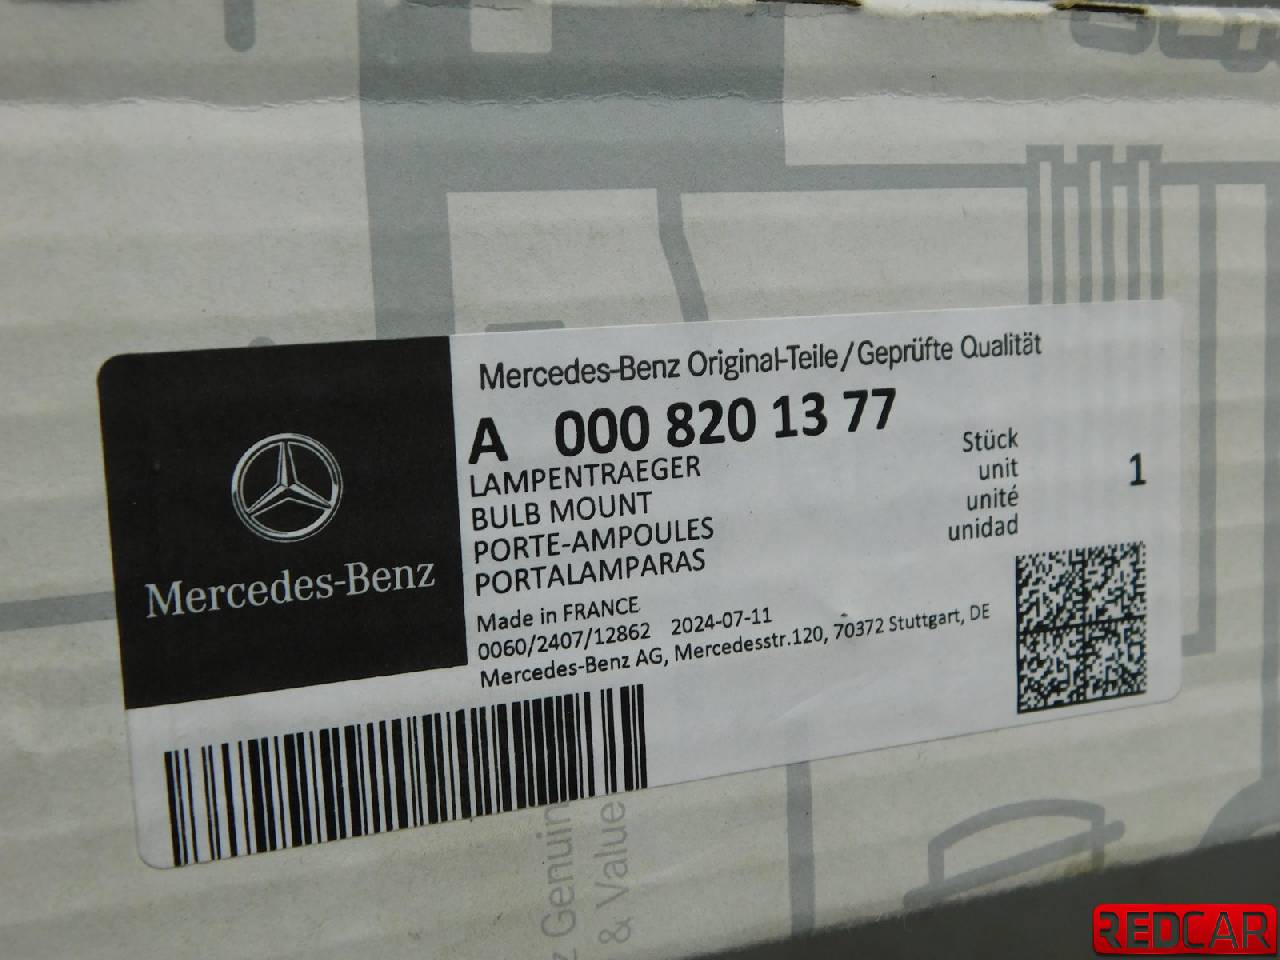 Mercedes-Benz Original-Teile/Geprüfte Qualität
A 000 820 13 77
LAMPENTRAEGER
BULB MOUNT
PORTE-AMPOULES
PORTALAMPARAS
Stück
unit
unité
unidad
1
Made in FRANCE
0060/2407/12862 2024-07-11
Mercedes-Benz AG, Mercedesstr.120, 70372 Stuttgart, DE
Mercedes-Benz
Genuin
& Value
REDCAR